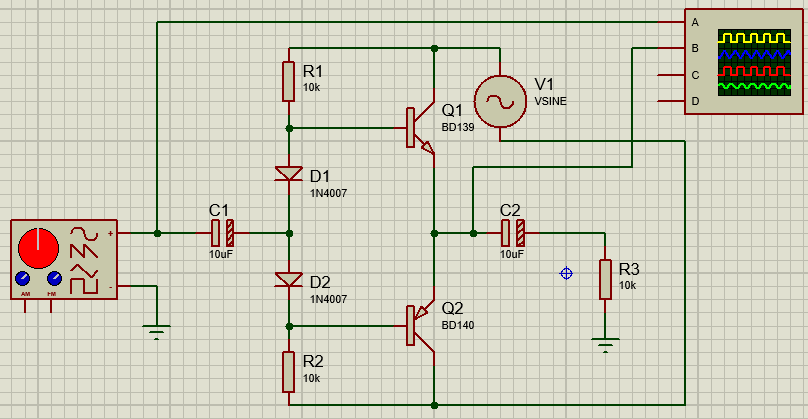 A
B
C
D
R1
10k
V1
VSINE
Q1
BD139
D1
1N4007
C1
10uF
C2
10uF
+
-
AM FM
D2
1N4007
R3
10k
Q2
BD140
R2
10k